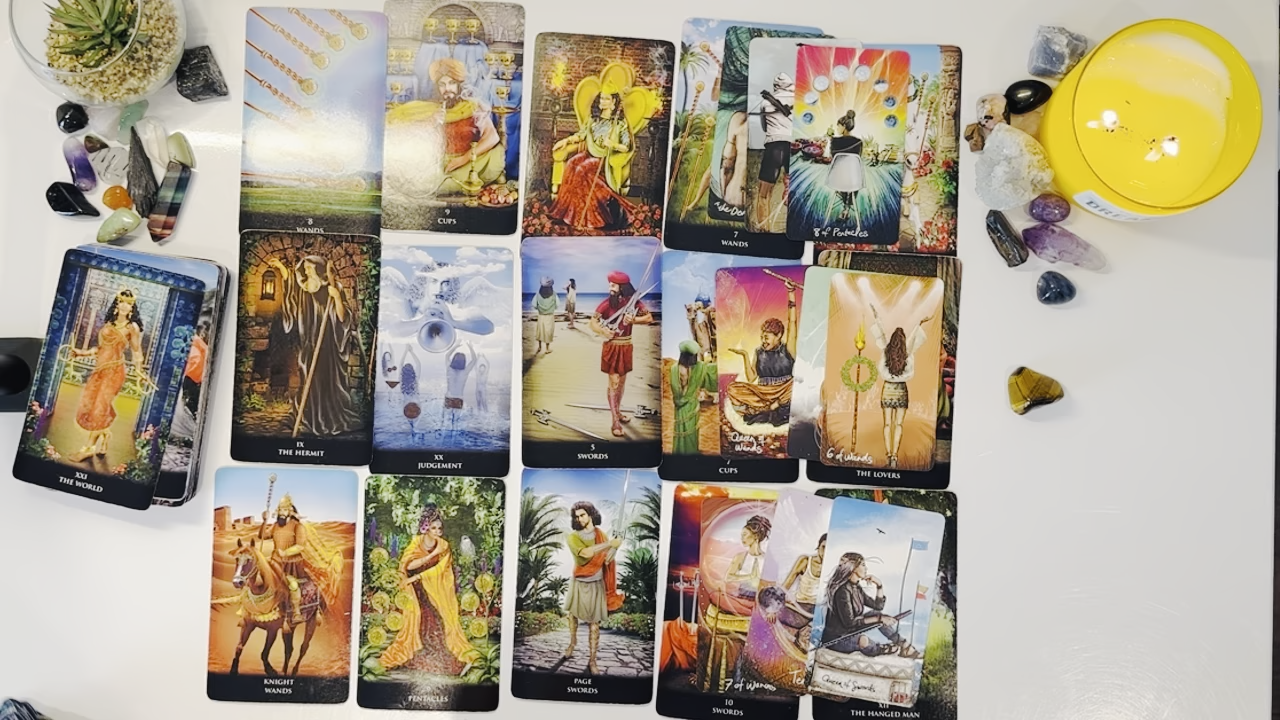 8
WANDS
9
CUPS
7
WANDS
8 of Pentacles
XXI
THE WORLD
IX
THE HERMIT
XX
JUDGEMENT
5
SWORDS
CUPS
Queen of
Wands
6 of Wands
THE LOVERS
KNIGHT
WANDS
PENTACLES
PAGE
SWORDS
10
SWORDS
7 of Wands
Queen of Swords
XII
THE HANGED MAN